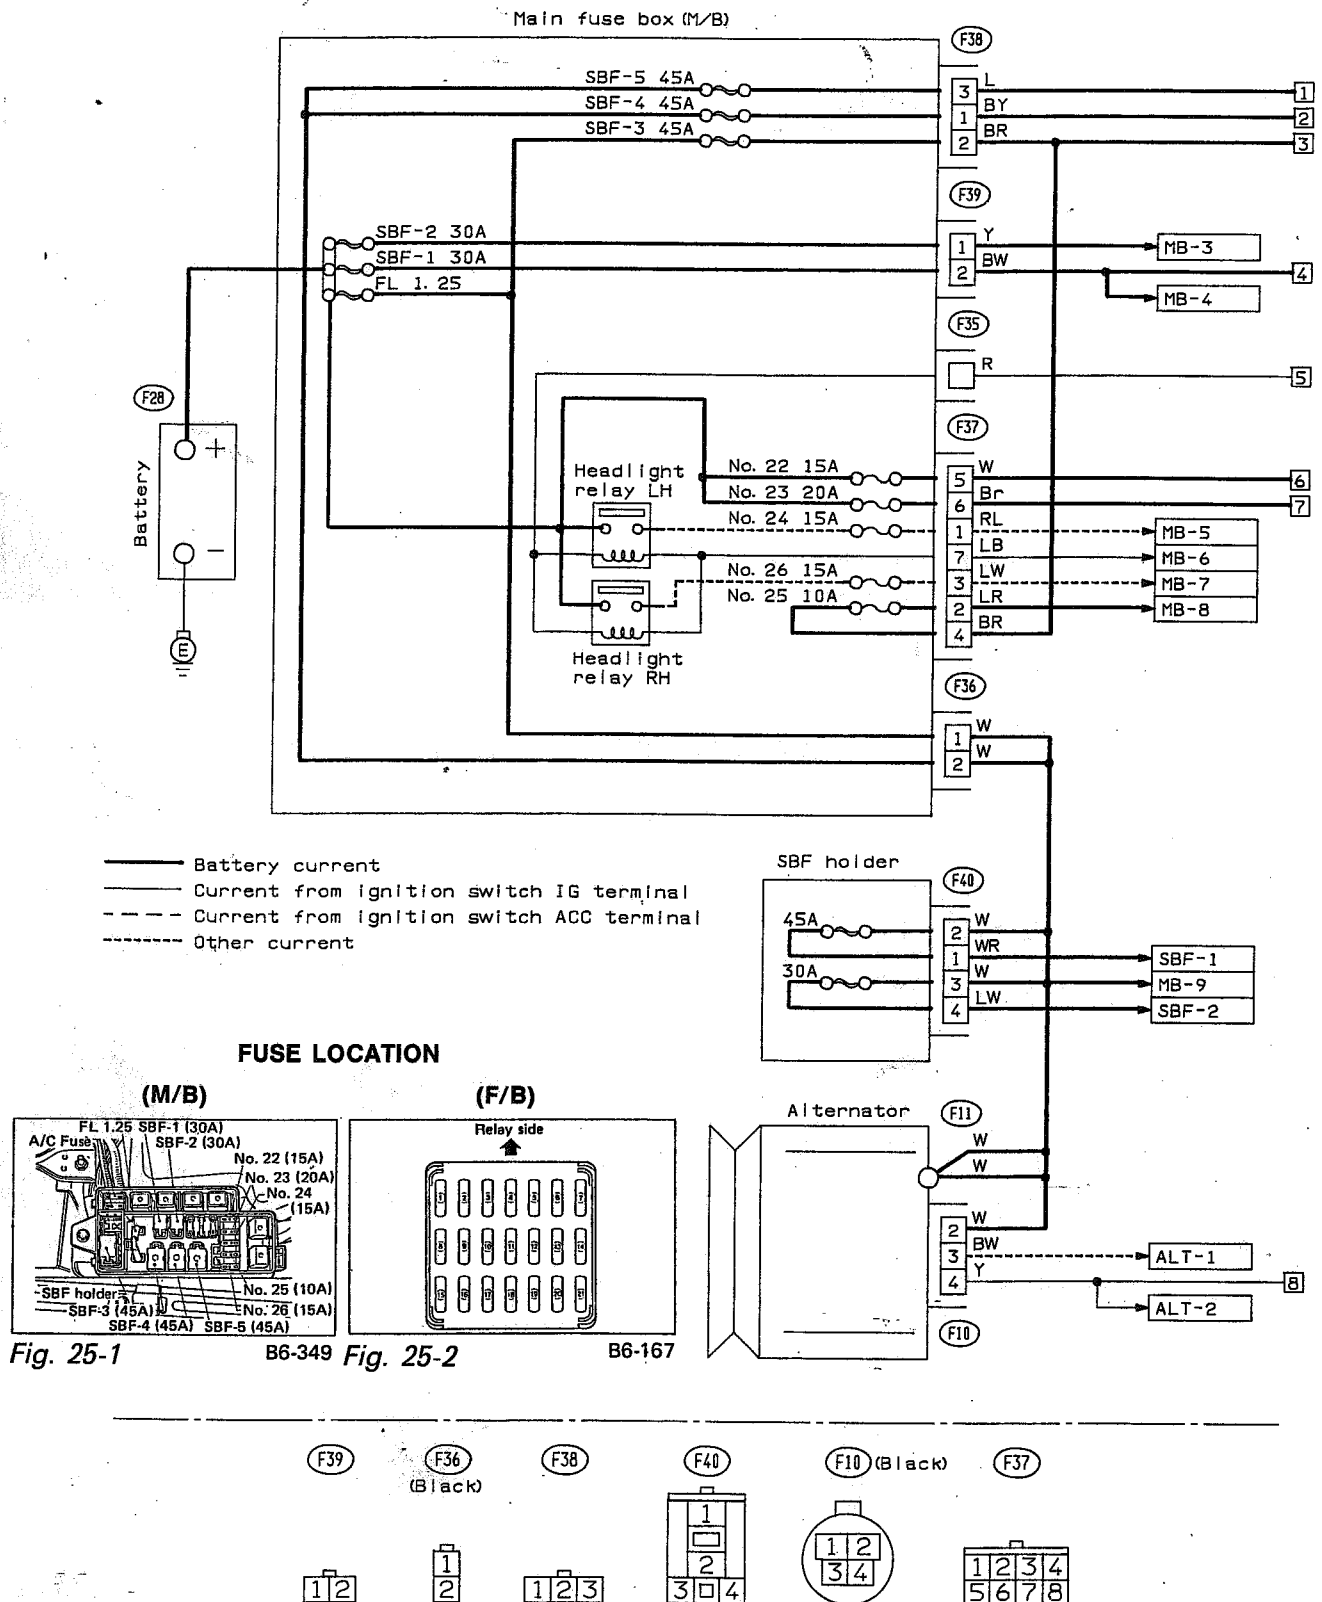 Main fuse box (M/B)
F38
SBF-5 45A
3 L
1
SBF-4 45A
1 BY
2
SBF-3 45A
2 BR
3
F39
SBF-2 30A
1 Y
MB-3
SBF-1 30A
2 BW
4
FL 1.25
MB-4
F35
R
5
F28
F37
+
Battery
-
E
Headlight
relay LH
No. 22 15A
5 W
6
No. 23 20A
6 Br
7
No. 24 15A
1 RL
MB-5
7 LB
MB-6
No. 26 15A
3 LW
MB-7
No. 25 10A
2 LR
MB-8
4 BR
Headlight
relay RH
F36
1 W
2 W
Battery current
Current from ignition switch IG terminal
Current from ignition switch ACC terminal
Other current
SBF holder
F40
45A
2 W
1 WR
SBF-1
30A
3 W
MB-9
4 LW
SBF-2
FUSE LOCATION
(M/B)
FL 1.25 SBF-1 (30A)
A/C Fuse
SBF-2 (30A)
No. 22 (15A)
No. 23 (20A)
No. 24
(15A)
SBF holder
No. 25 (10A)
SBF-3 (45A)
No. 26 (15A)
SBF-4 (45A) SBF-5 (45A)
Fig. 25-1 B6-349
(F/B)
Relay side
Fig. 25-2 B6-167
Alternator
F11
W
W
2 W
3 BW
ALT-1
4 Y
8
ALT-2
F10
F39
F36
(Black)
F38
F40
F10 (Black)
F37
1 2
1
2
1 2 3
1
2
3 4
1 2
3 4
1 2 3 4
5 6 7 8